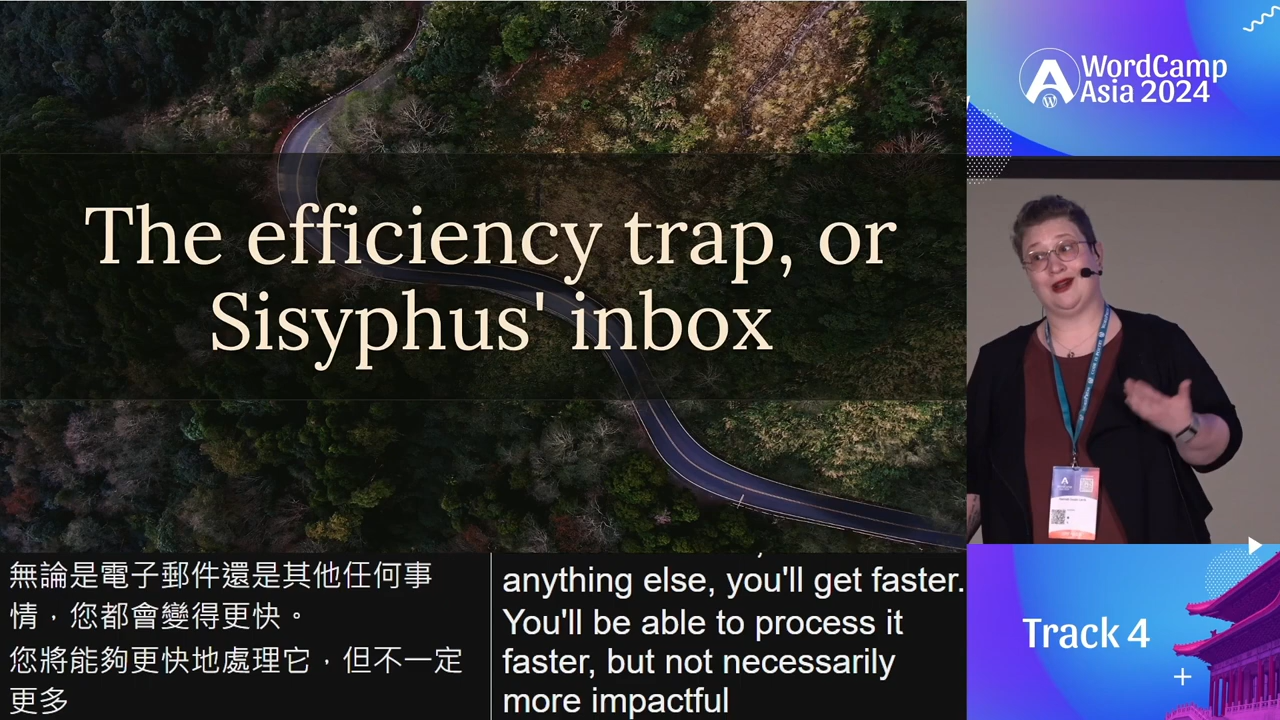 The efficiency trap, or
Sisyphus' inbox
WordCamp
Asia 2024
無論是電子郵件還是其他任何事
情，您都會變得更快。
您將能夠更快地處理它，但不一定
更多
anything else, you'll get faster.
You'll be able to process it
faster, but not necessarily
more impactful
Track 4